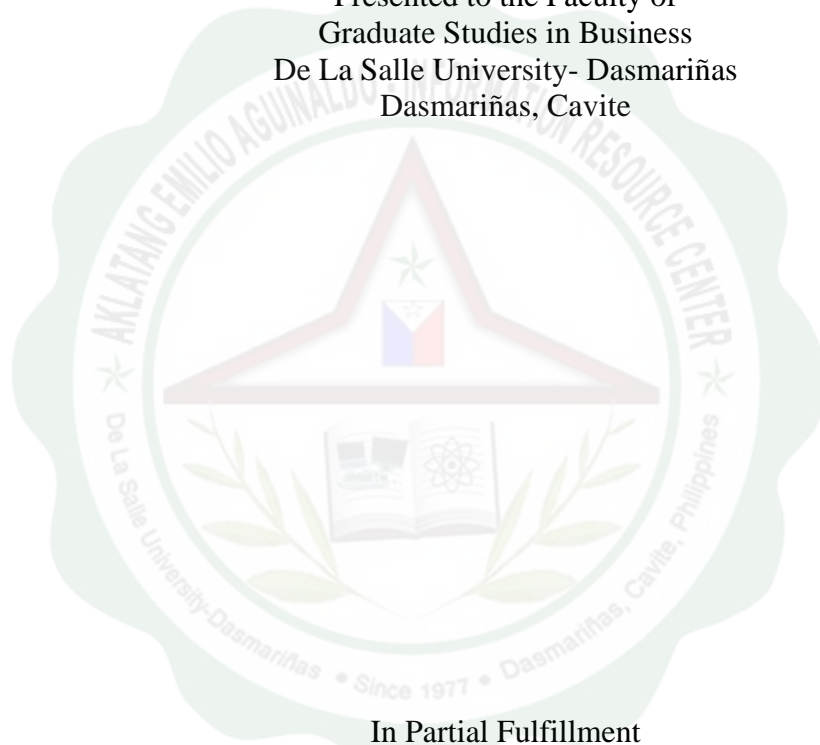 Presented to the Faculty of
Graduate Studies in Business
De La Salle University- Dasmariñas
Dasmariñas, Cavite
AKLATANG EMILIO AGUINALDO INFORMATION RESOURCE CENTER
De La Salle University-Dasmariñas • Since 1977 • Dasmariñas, Cavite, Philippines
In Partial Fulfillment